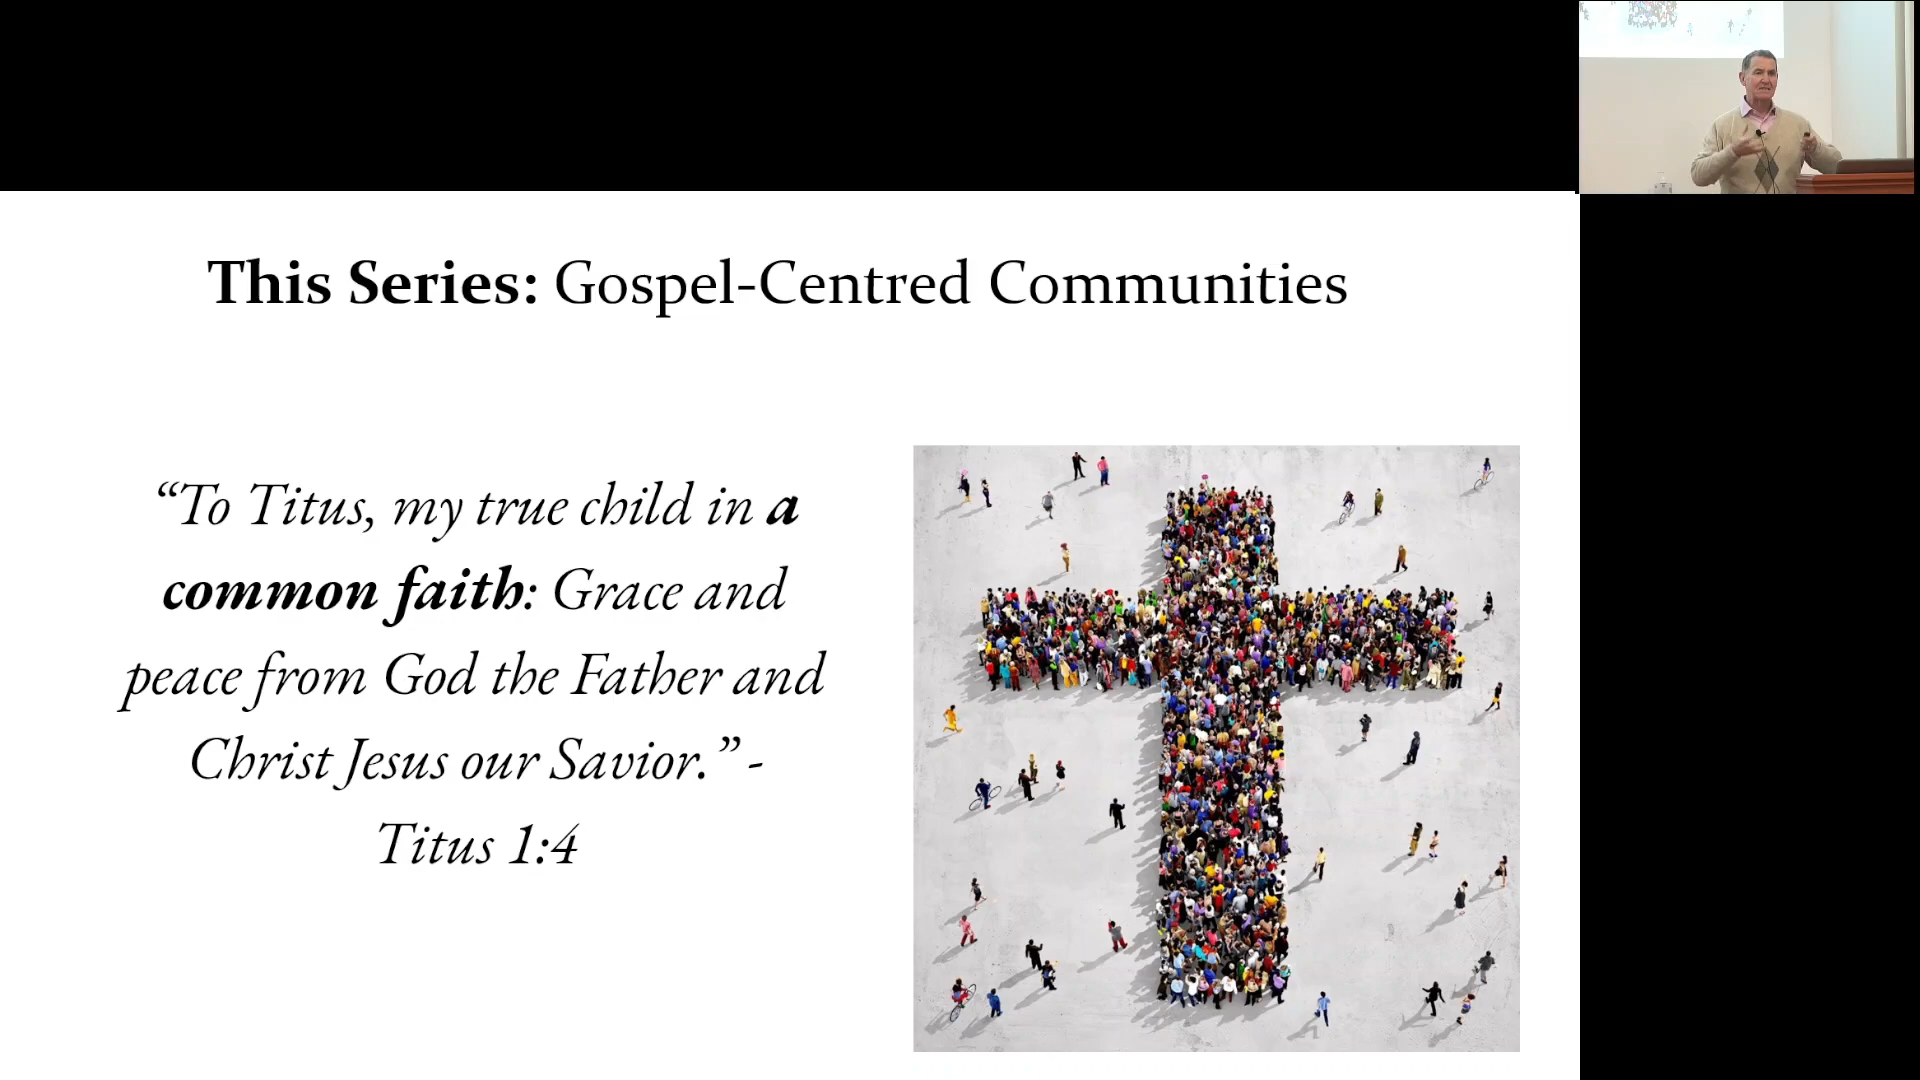 This Series: Gospel-Centred Communities
“To Titus, my true child in a
common faith: Grace and
peace from God the Father and
Christ Jesus our Savior.” -
Titus 1:4